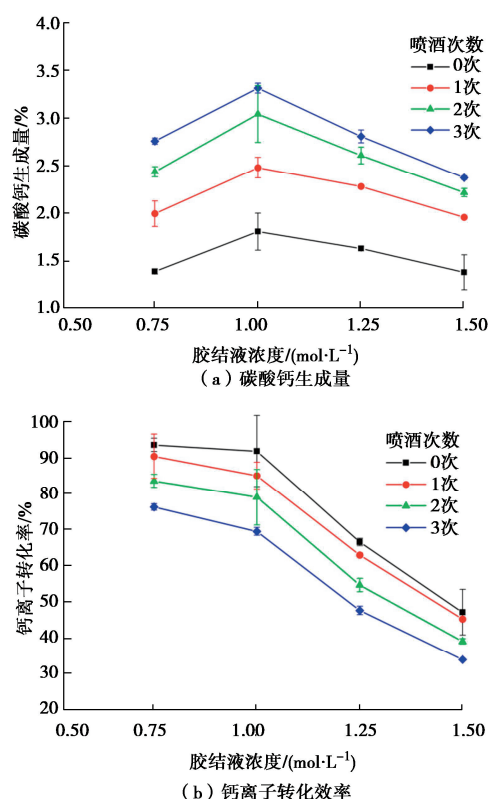 4.0
3.5
3.0
2.5
2.0
1.5
1.0
碳酸钙生成量/%
喷酒次数
0次
1次
2次
3次
0.50 0.75 1.00 1.25 1.50
胶结液浓度/(mol·L⁻¹)
（a）碳酸钙生成量
100
90
80
70
60
50
40
30
20
钙离子转化率/%
喷酒次数
0次
1次
2次
3次
0.50 0.75 1.00 1.25 1.50
胶结液浓度/(mol·L⁻¹)
（b）钙离子转化效率